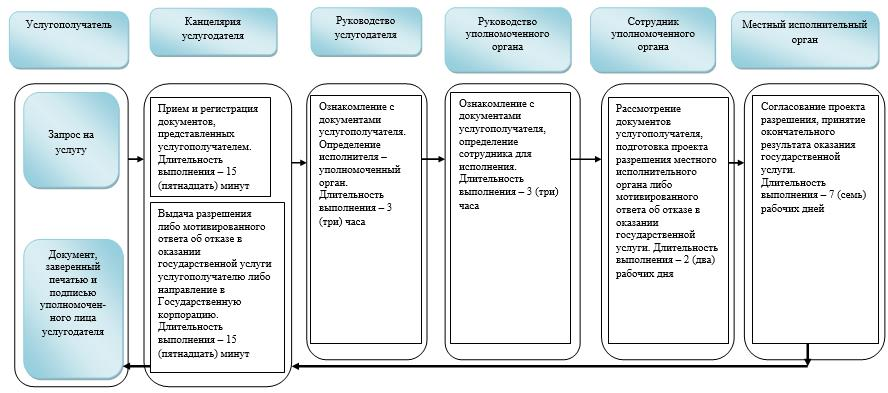 Услугополучатель
Канцелярия
услугодателя
Руководство
услугодателя
Руководство
уполномоченного
органа
Сотрудник
уполномоченного
органа
Местный исполнительный
орган
Запрос на
услугу
Документ,
заверенный
печатью и
подписью
уполномочен-
ного лица
услугодателя
Прием и регистрация
документов,
представленных
услугополучателем.
Длительность
выполнения – 15
(пятнадцать) минут
Выдача разрешения
либо мотивированного
ответа об отказе в
оказании
государственной услуги
услугополучателю либо
направление в
Государственную
корпорацию.
Длительность
выполнения – 15
(пятнадцать) минут
Ознакомление с
документами
услугополучателя.
Определение
исполнителя –
уполномоченный
орган.
Длительность
выполнения – 3
(три) часа
Ознакомление с
документами
услугополучателя,
определение
сотрудника для
исполнения.
Длительность
выполнения – 3 (три)
часа
Рассмотрение
документов
услугополучателя,
подготовка проекта
разрешения местного
исполнительного
органа либо
мотивированного
ответа об отказе в
оказании
государственной
услуги. Длительность
выполнения – 2 (два)
рабочих дня
Согласование проекта
разрешения, принятие
окончательного
результата оказания
государственной
услуги.
Длительность
выполнения – 7 (семь)
рабочих дней